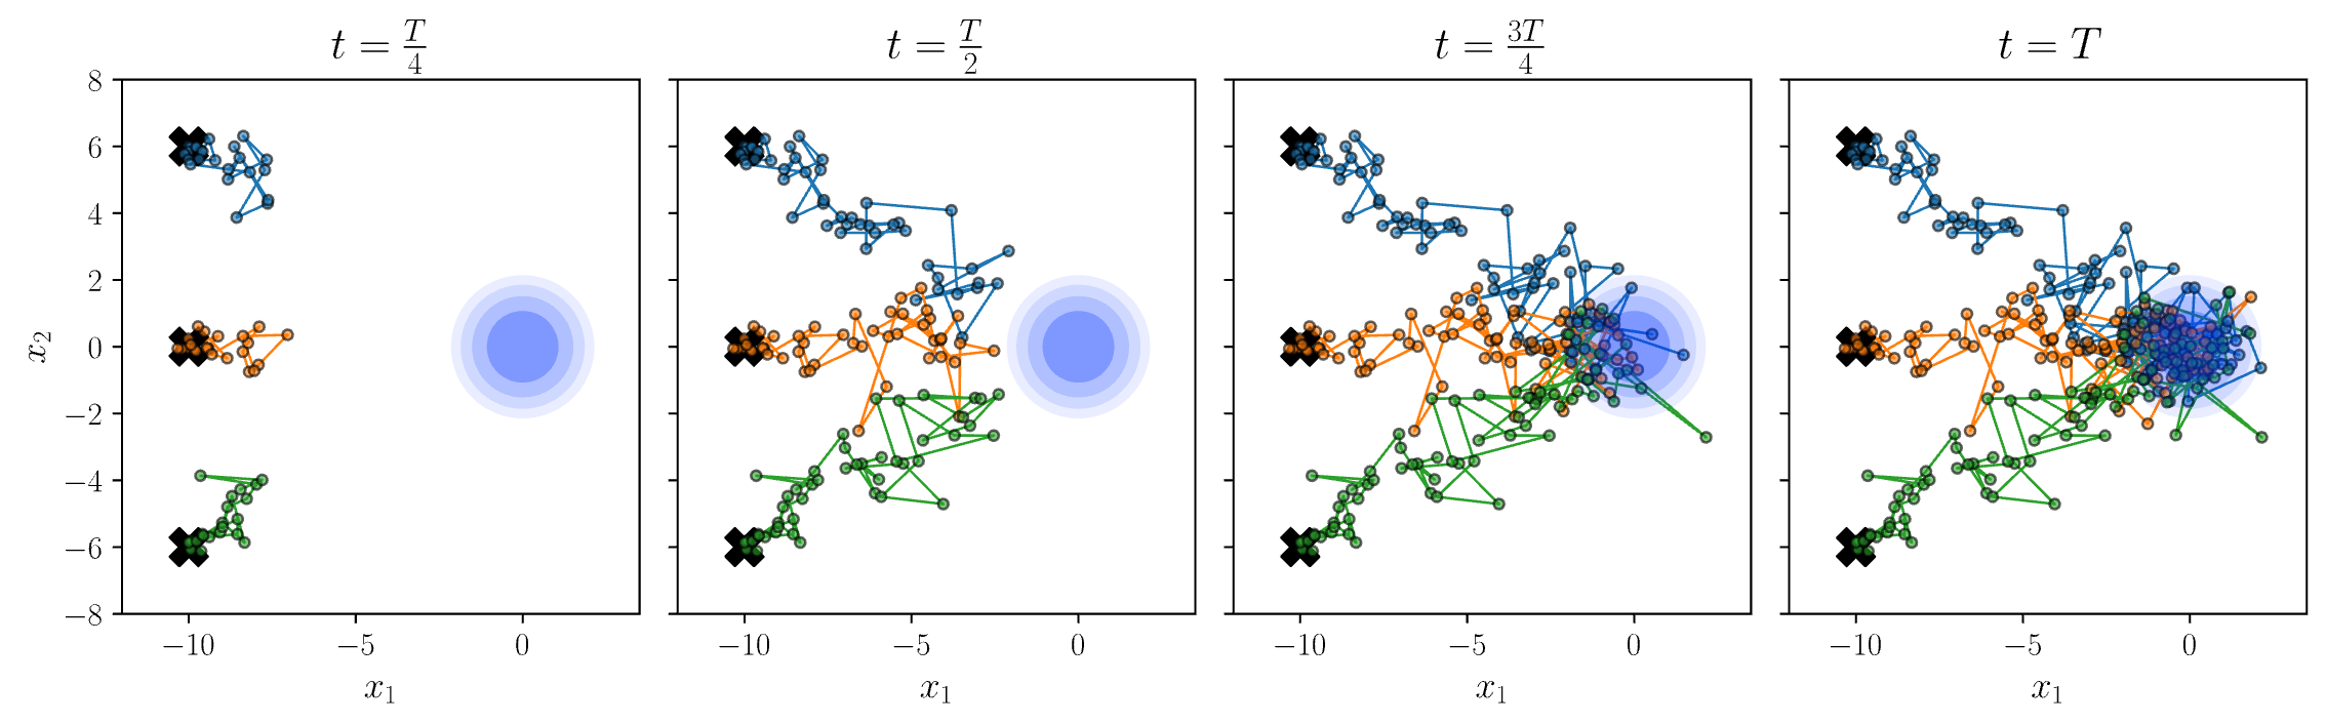 t = T/4 t = T/2 t = 3T/4 t = T
8
6
4
2
0
−2
−4
−6
−8
x₂
−10 −5 0 −10 −5 0 −10 −5 0 −10 −5 0
x₁ x₁ x₁ x₁